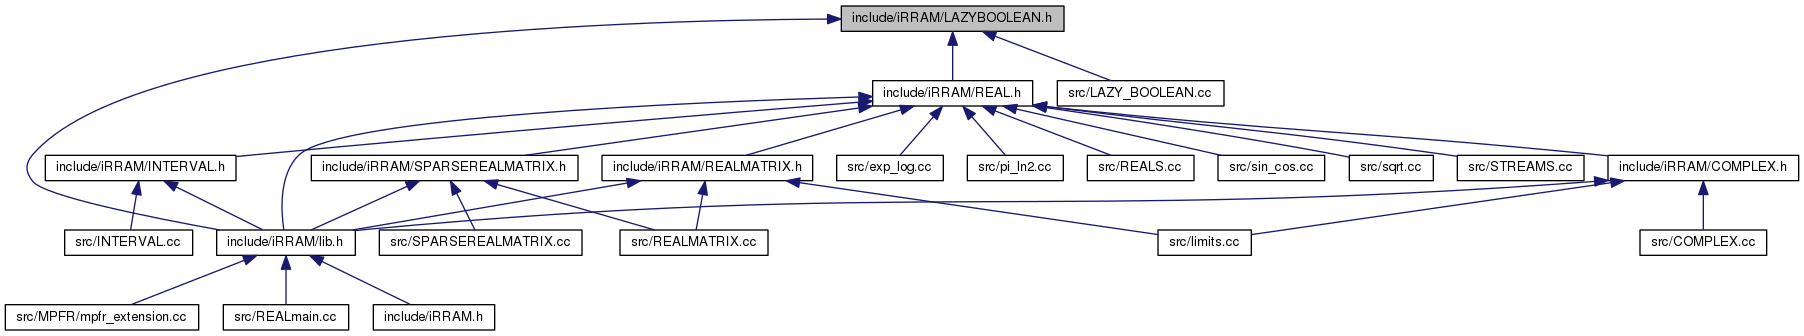 include/iRRAM/LAZYBOOLEAN.h
include/iRRAM/REAL.h
src/LAZY_BOOLEAN.cc
include/iRRAM/INTERVAL.h
include/iRRAM/SPARSEREALMATRIX.h
include/iRRAM/REALMATRIX.h
src/exp_log.cc
src/pi_ln2.cc
src/REALS.cc
src/sin_cos.cc
src/sqrt.cc
src/STREAMS.cc
include/iRRAM/COMPLEX.h
src/INTERVAL.cc
include/iRRAM/lib.h
src/SPARSEREALMATRIX.cc
src/REALMATRIX.cc
src/limits.cc
src/COMPLEX.cc
src/MPFR/mpfr_extension.cc
src/REALmain.cc
include/iRRAM.h